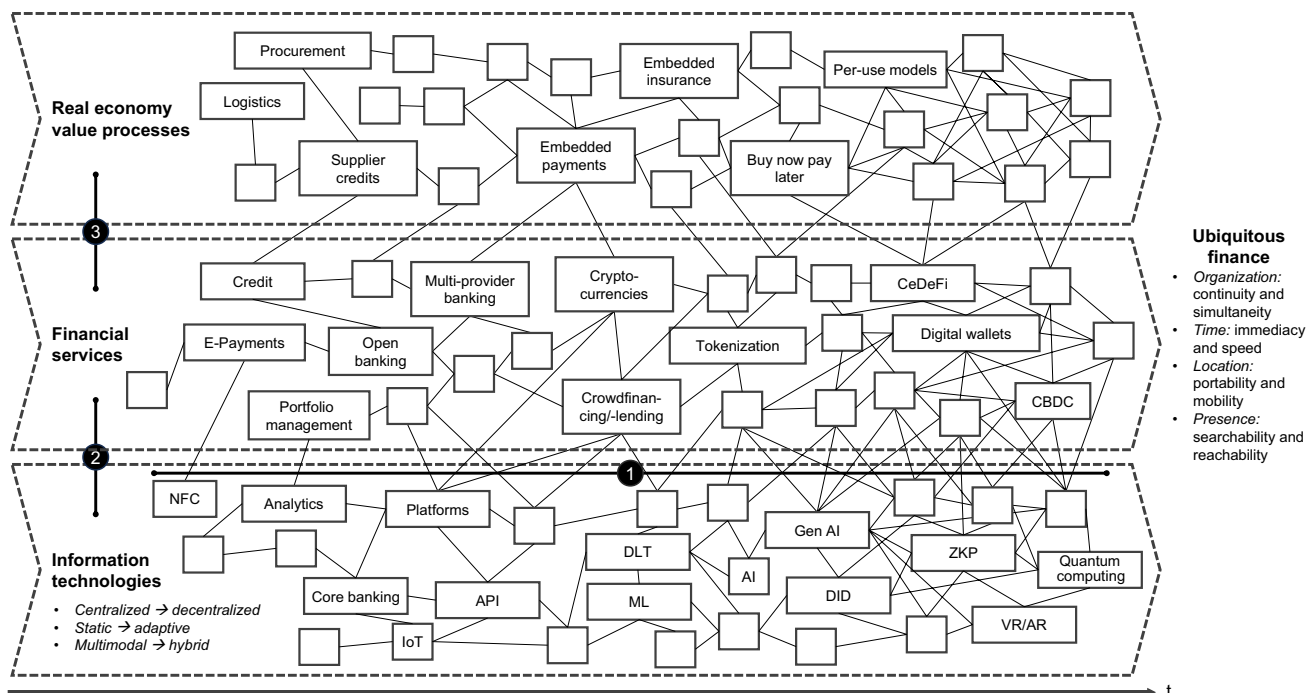 Real economy
value processes
Procurement
Logistics
Supplier
credits
Embedded
payments
Embedded
insurance
Buy now pay
later
Per-use models
3
Financial
services
Credit
E-Payments
Open
banking
Portfolio
management
Multi-provider
banking
Crypto-
currencies
Crowdfinan-
cing/-lending
Tokenization
CeDeFi
Digital wallets
CBDC
2
1
Information
technologies
• Centralized → decentralized
• Static → adaptive
• Multimodal → hybrid
NFC
Analytics
Platforms
Core banking
API
IoT
DLT
ML
AI
Gen AI
DID
ZKP
Quantum
computing
VR/AR
Ubiquitous
finance
• Organization:
continuity and
simultaneity
• Time: immediacy
and speed
• Location:
portability and
mobility
• Presence:
searchability and
reachability
t